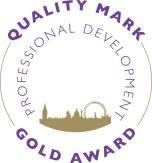 QUALITY MARK
PROFESSIONAL DEVELOPMENT
GOLD AWARD